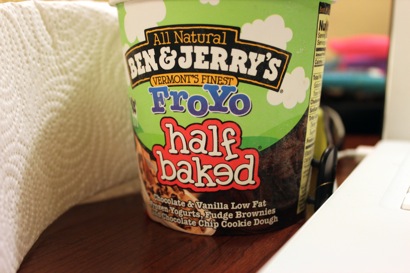 All Natural
BEN & JERRY'S
VERMONT'S FINEST
FroYo
half
baked
Chocolate & Vanilla Low Fat
Yogurts, Fudge Brownies
Chocolate Chip Cookie Dough